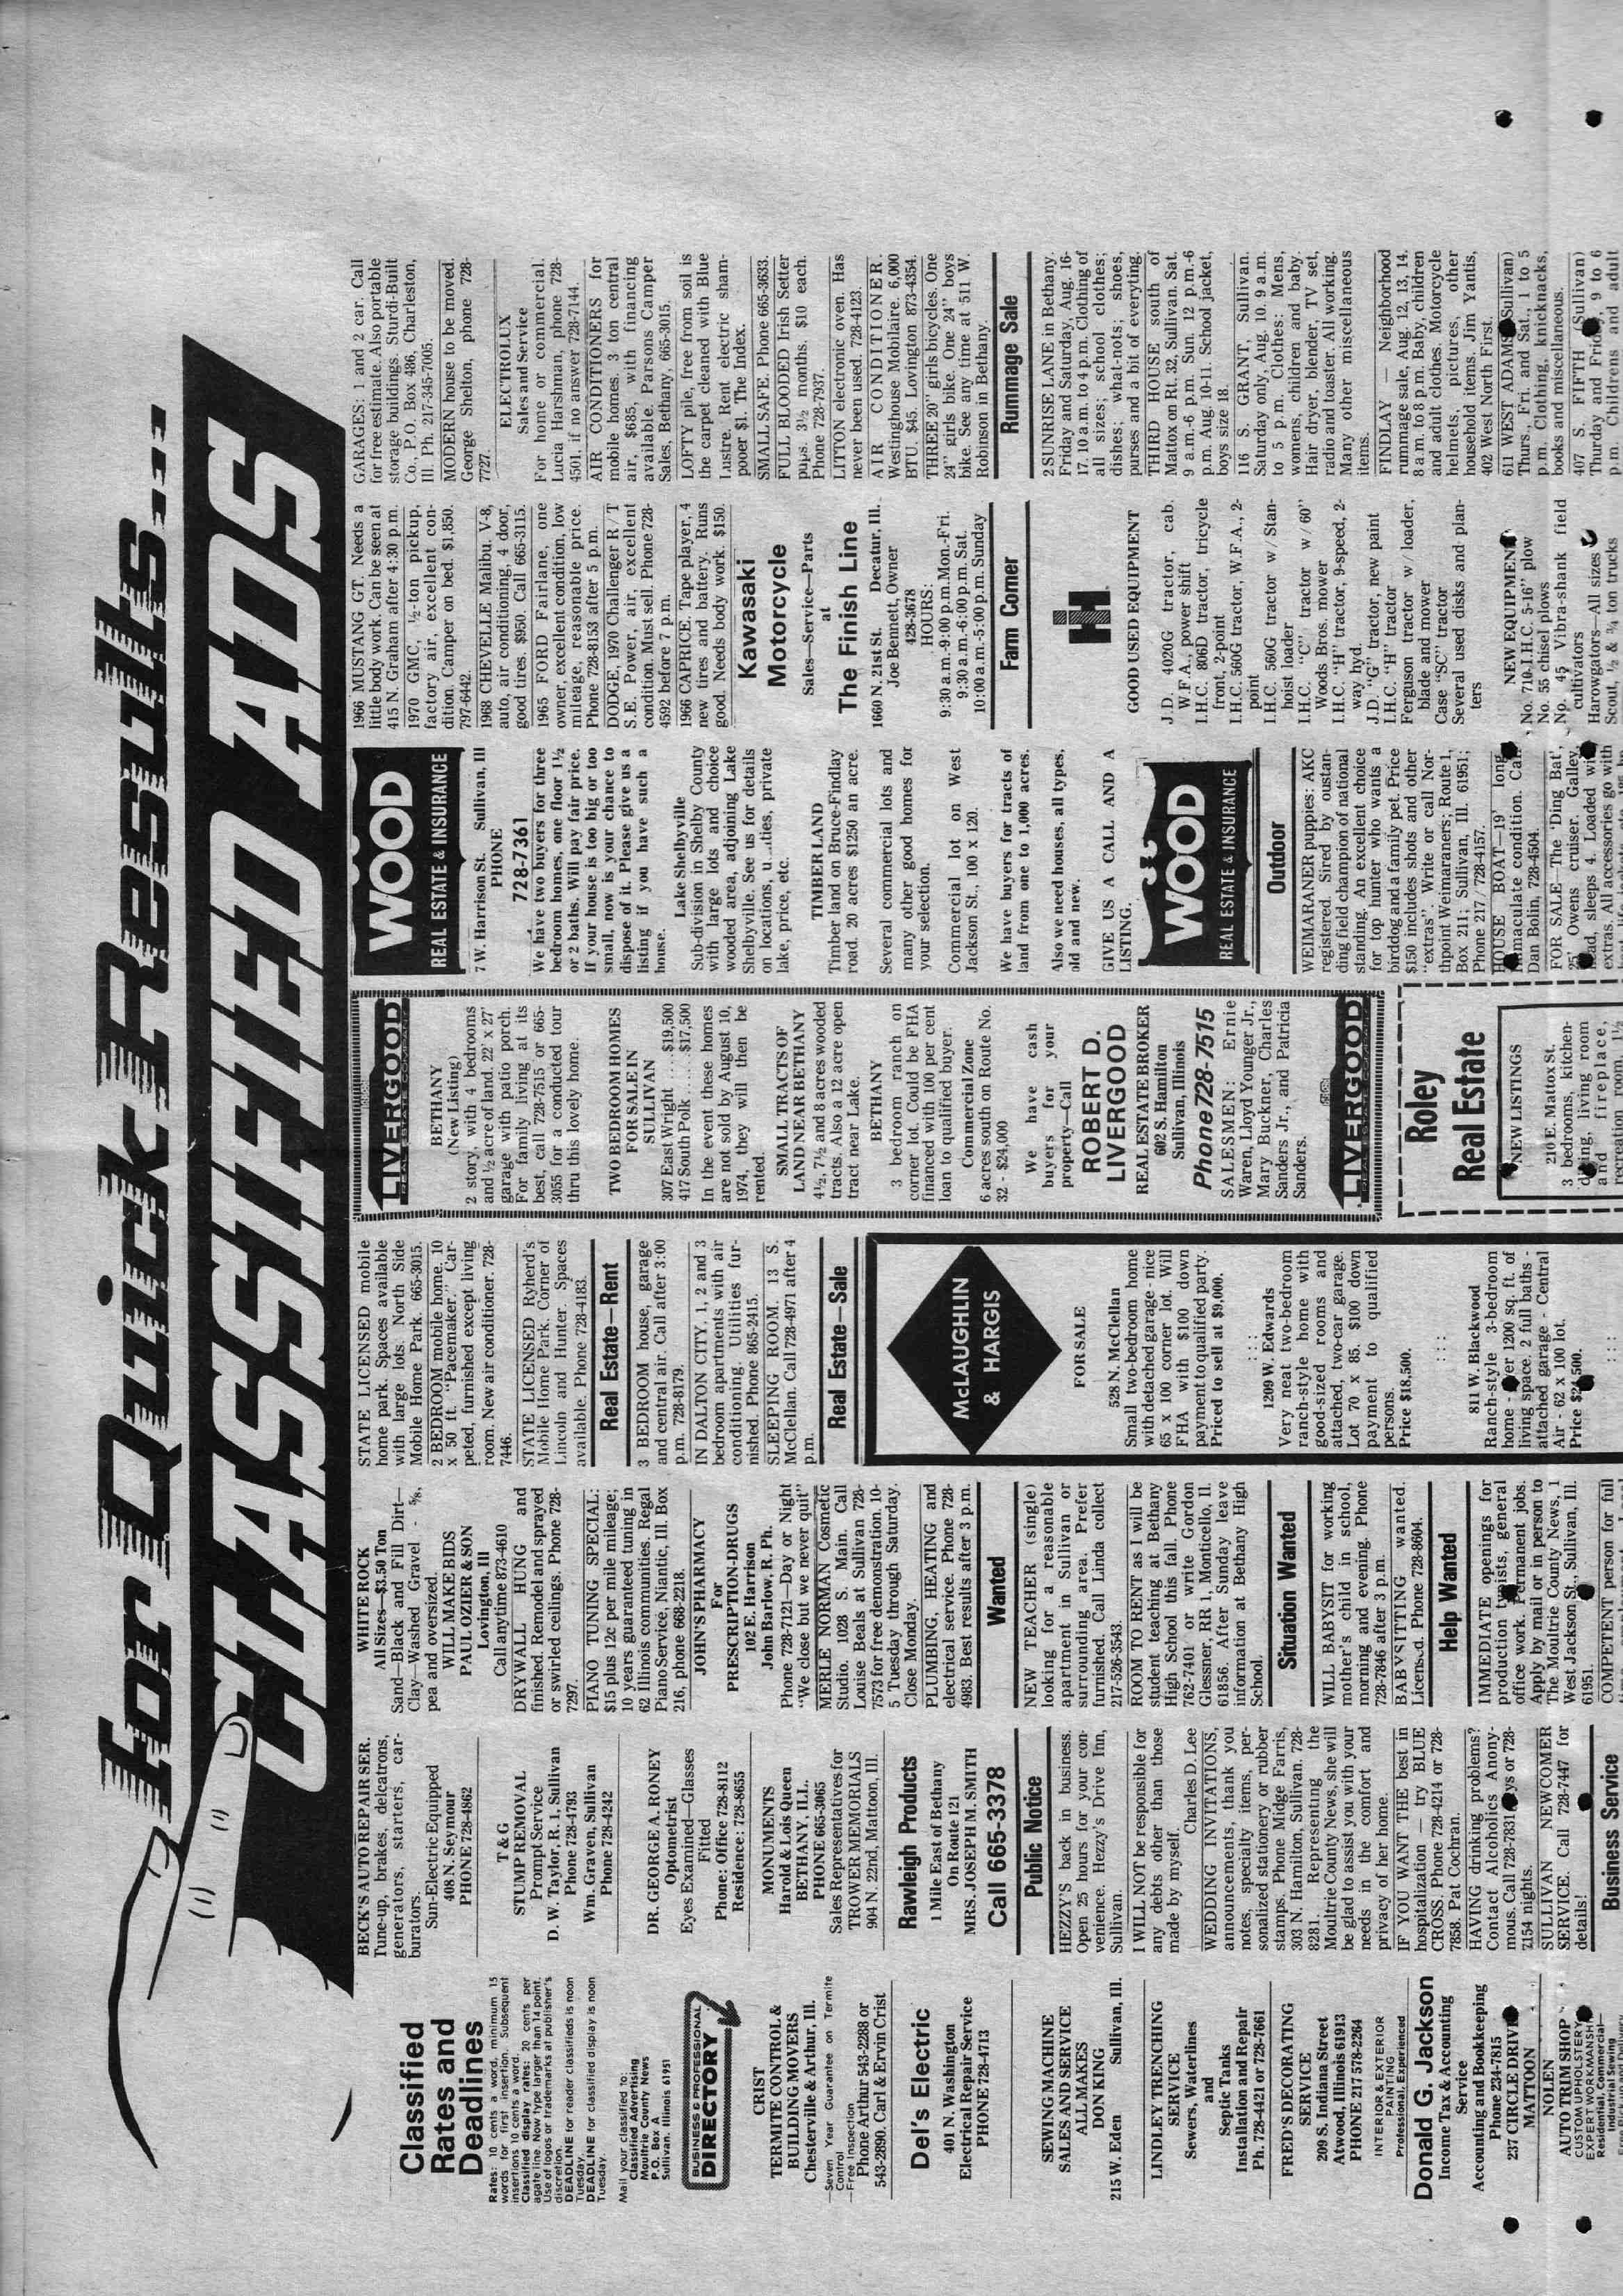 for Quick Results...
CLASSIFIED ADS
Classified
Rates and
Deadlines
Rates: 10 cents a word, minimum 15
words for first insertion. Subsequent
insertions 10 cents a word.
Classified display rates: 20 cents per
agate line. Now type larger than 14 point.
Use of logos or trademarks at publisher's
discretion.
DEADLINE for reader classifieds is noon
Tuesday.
DEADLINE for classified display is noon
Tuesday.
Mail your classified to:
Classified Advertising
Moultrie County News
P.O. Box A
Sullivan, Illinois 61951
BUSINESS & PROFESSIONAL
DIRECTORY
CRIST
TERMITE CONTROL &
BUILDING MOVERS
Chesterville & Arthur, Ill.
—Seven Year Guarantee on Termite
Control
—Free Inspection
Phone Arthur 543-2288 or
543-2890. Carl & Ervin Crist
Del's Electric
401 N. Washington
Electrical Repair Service
PHONE 728-4713
SEWING MACHINE
SALES AND SERVICE
ALL MAKES
DON KING
215 W. Eden Sullivan, Ill.
LINDLEY TRENCHING
SERVICE
Sewers, Waterlines
and
Septic Tanks
Installation and Repair
Ph. 728-4421 or 728-7661
FRED'S DECORATING
SERVICE
209 S. Indiana Street
Atwood, Illinois 61913
PHONE 217 578-2264
INTERIOR & EXTERIOR
PAINTING
Professional, Experienced
Donald G. Jackson
Income Tax & Accounting
Service
Accounting and Bookkeeping
Phone 234-7815
237 CIRCLE DRIVE
MATTOON
NOLEN
AUTO TRIM SHOP
CUSTOM UPHOLSTERY
EXPERT WORKMANSHIP
Residential, Commercial—
Industrial Sewing
BECK'S AUTO REPAIR SER.
Tune-up, brakes, delcatrons,
generators, starters, car-
burators.
Sun-Electric Equipped
408 N. Seymour
PHONE 728-4862
T & G
STUMP REMOVAL
Prompt Service
D. W. Taylor, R. 1, Sullivan
Phone 728-4793
Wm. Graven, Sullivan
Phone 728-4242
DR. GEORGE A. RONEY
Optometrist
Eyes Examined—Glasses
Fitted
Phone: Office 728-8112
Residence: 728-8655
MONUMENTS
Harold & Lois Queen
BETHANY, ILL.
PHONE 665-3065
Sales Representatives for
TROWER MEMORIALS
904 N. 22nd, Mattoon, Ill.
Rawleigh Products
1 Mile East of Bethany
On Route 121
MRS. JOSEPH M. SMITH
Call 665-3378
Public Notice
HEZZY'S back in business.
Open 25 hours for your con-
venience. Hezzy's Drive Inn,
Sullivan.
I WILL NOT be responsible for
any debts other than those
made by myself.
Charles D. Lee
WEDDING INVITATIONS,
announcements, thank you
notes, specialty items, per-
sonalized stationery or rubber
stamps. Phone Midge Farris,
303 N. Hamilton, Sullivan. 728-
8281. Representing the
Moultrie County News, she will
be glad to assist you with your
needs in the comfort and
privacy of her home.
IF YOU WANT THE best in
hospitalization — try BLUE
CROSS. Phone 728-4214 or 728-
7858. Pat Cochran.
HAVING drinking problems?
Contact Alcoholics Anony-
mous. Call 728-7831 days or 728-
7154 nights.
SULLIVAN NEWCOMER
SERVICE. Call 728-7447 for
details!
Business Service
WHITE ROCK
All Sizes—$3.50 Ton
Sand—Black and Fill Dirt—
Clay—Washed Gravel - 5/8,
pea and oversized.
WILL MAKE BIDS
PAUL OZIER & SON
Lovington, Ill
Call anytime 873-4610
DRYWALL HUNG and
finished. Remodel and sprayed
or swirled ceilings. Phone 728-
7297.
PIANO TUNING SPECIAL:
$15 plus 12c per mile mileage;
10 years guaranteed tuning in
62 Illinois communities. Regal
Piano Service, Niantic, Ill. Box
216, phone 668-2218.
JOHN'S PHARMACY
For
PRESCRIPTION-DRUGS
102 E. Harrison
John Barlow, R. Ph.
Phone 728-7121—Day or Night
"We close but we never quit"
MERLE NORMAN Cosmetic
Studio. 1028 S. Main. Call
Louise Beals at Sullivan 728-
7573 for free demonstration. 10-
5 Tuesday through Saturday.
Close Monday.
PLUMBING, HEATING and
electrical service. Phone 728-
4983. Best results after 3 p.m.
Wanted
NEW TEACHER (single)
looking for a reasonable
apartment in Sullivan or
surrounding area. Prefer
furnished. Call Linda collect
217-526-3543.
ROOM TO RENT as I will be
student teaching at Bethany
High School this fall. Phone
762-7401 or write Gordon
Glessner, RR 1, Monticello, Il.
61856. After Sunday leave
information at Bethany High
School.
Situation Wanted
WILL BABYSIT for working
mother's child in school,
morning and evening. Phone
728-7846 after 3 p.m.
BABYSITTING wanted.
Licensed. Phone 728-8604.
Help Wanted
IMMEDIATE openings for
production typists, general
office work. Permanent jobs.
Apply by mail or in person to
The Moultrie County News, 1
West Jackson St., Sullivan, Ill.
61951.
COMPETENT person for full
STATE LICENSED mobile
home park. Spaces available
with large lots. North Side
Mobile Home Park. 665-3015.
2 BEDROOM mobile home. 10
x 50 ft. "Pacemaker." Car-
peted, furnished except living
room. New air conditioner. 728-
7446.
STATE LICENSED Ryherd's
Mobile Home Park. Corner of
Lincoln and Hunter. Spaces
available. Phone 728-4183.
Real Estate—Rent
3 BEDROOM house, garage
and central air. Call after 3:00
p.m. 728-8179.
IN DALTON CITY, 1, 2 and 3
bedroom apartments with air
conditioning. Utilities fur-
nished. Phone 865-2415.
SLEEPING ROOM. 13 S.
McClellan. Call 728-4971 after 4
p.m.
Real Estate—Sale
McLAUGHLIN
& HARGIS
FOR SALE
528 N. McClellan
Small two-bedroom home
with detached garage - nice
65 x 100 corner lot. Will
FHA with $100 down
payment to qualified party.
Priced to sell at $9,000.
: : :
1209 W. Edwards
Very neat two-bedroom
ranch-style home with
good-sized rooms and
attached, two-car garage.
Lot 70 x 85. $100 down
payment to qualified
persons.
Price $18,500.
: : :
811 W. Blackwood
Ranch-style 3-bedroom
home over 1200 sq. ft. of
living space. 2 full baths -
attached garage - Central
Air - 62 x 100 lot.
: : :
LIVERGOOD
BETHANY
(New Listing)
2 story, with 4 bedrooms
and ½ acre of land. 22' x 27'
garage with patio porch.
For family living at its
best, call 728-7515 or 665-
3055 for a conducted tour
thru this lovely home.
TWO BEDROOM HOMES
FOR SALE IN
SULLIVAN
307 East Wright ....$19,500
417 South Polk .....$17,500
In the event these homes
are not sold by August 10,
1974, they will then be
rented.
SMALL TRACTS OF
LAND NEAR BETHANY
4½, 7½ and 8 acres wooded
tracts. Also a 12 acre open
tract near Lake.
BETHANY
3 bedroom ranch on
corner lot. Could be FHA
financed with 100 per cent
loan to qualified buyer.
Commercial Zone
6 acres south on Route No.
32 - $24,000
We have cash
buyers for your
property—Call
ROBERT D.
LIVERGOOD
REAL ESTATE BROKER
602 S. Hamilton
Sullivan, Illinois
Phone 728-7515
SALESMEN: Ernie
Waren, Lloyd Younger Jr.,
Mary Buckner, Charles
Sanders Jr., and Patricia
Sanders.
LIVERGOOD
Roley
Real Estate
NEW LISTINGS
210 E. Mattox St.
3 bedrooms, kitchen-
dining, living room
and fireplace,
recreation room, 1½
WOOD
REAL ESTATE & INSURANCE
7 W. Harrison St. Sullivan, Ill
PHONE
728-7361
We have two buyers for three
bedroom homes, one floor 1½
or 2 baths. Will pay fair price.
If your house is too big or too
small, now is your chance to
dispose of it. Please give us a
listing if you have such a
house.
Lake Shelbyville
Sub-division in Shelby County
with large lots and choice
wooded area, adjoining Lake
Shelbyville. See us for details
on locations, utilities, private
lake, price, etc.
TIMBER LAND
Timber land on Bruce-Findlay
road. 20 acres $1250 an acre.
Several commercial lots and
many other good homes for
your selection.
Commercial lot on West
Jackson St., 100 x 120.
We have buyers for tracts of
land from one to 1,000 acres.
Also we need houses, all types,
old and new.
GIVE US A CALL AND A
LISTING.
WOOD
REAL ESTATE & INSURANCE
Outdoor
WEIMARANER puppies: AKC
registered. Sired by oustan-
ding field champion of national
standing. An excellent choice
for top hunter who wants a
birddog and a family pet. Price
$150 includes shots and other
"extras". Write or call Nor-
thpoint Weimaraners; Route 1,
Box 211; Sullivan, Ill. 61951;
Phone 217 / 728-4157.
HOUSE BOAT—19' long.
Immaculate condition. Call
Dan Bolin, 728-4504.
FOR SALE—The 'Ding Bat',
25' Owens cruiser. Galley,
head, sleeps 4. Loaded with
extras. All accessories go with
1966 MUSTANG GT. Needs a
little body work. Can be seen at
415 N. Graham after 4:30 p.m.
1970 GMC, ½-ton pickup,
factory air, excellent con-
dition. Camper on bed. $1,850.
797-6442.
1968 CHEVELLE Malibu. V-8,
auto, air conditioning, 4 door,
good tires. $950. Call 665-3115.
1965 FORD Fairlane, one
owner, excellent condition, low
mileage, reasonable price.
Phone 728-8153 after 5 p.m.
DODGE, 1970 Challenger R/T
S.E. Power, air, excellent
condition. Must sell. Phone 728-
4592 before 7 p.m.
1966 CAPRICE. Tape player, 4
new tires and battery. Runs
good. Needs body work. $150.
Kawasaki
Motorcycle
Sales—Service—Parts
at
The Finish Line
1660 N. 21st St. Decatur, Ill.
Joe Bennett, Owner
428-3678
HOURS:
9:30 a.m.-9:00 p.m. Mon.-Fri.
9:30 a.m.-6:00 p.m. Sat.
10:00 a.m.-5:00 p.m. Sunday
Farm Corner
IH
GOOD USED EQUIPMENT
J.D. 4020G tractor, cab,
W.F.A., power shift
I.H.C. 806D tractor, tricycle
front, 2-point
I.H.C. 560G tractor, W.F.A., 2-
point
I.H.C. 560G tractor w/ Stan-
hoist loader
I.H.C. "C" tractor w/60"
Woods Bros. mower
I.H.C. "H" tractor, 9-speed, 2-
way hyd.
J.D. "G" tractor, new paint
I.H.C. "H" tractor
Ferguson tractor w/ loader,
blade and mower
Case "SC" tractor
Several used disks and plan-
ters
NEW EQUIPMENT
No. 710-I.H.C. 5-16" plow
No. 55 chisel plows
No. 45 Vibra-shank field
cultivators
Harowgators—All sizes
Scout, ½ & ¾ ton trucks
GARAGES: 1 and 2 car. Call
for free estimate. Also portable
storage buildings. Sturdi-Built
Co. P.O. Box 486, Charleston,
Ill. Ph. 217-345-7005.
MODERN house to be moved.
George Shelton, phone 728-
7727.
ELECTROLUX
Sales and Service
For home or commercial.
Lucia Harshman, phone 728-
4501, if no answer 728-7144.
AIR CONDITIONERS for
mobile homes. 3 ton central
air, $685, with financing
available. Parsons Camper
Sales, Bethany, 665-3015.
LOFTY pile, free from soil is
the carpet cleaned with Blue
Lustre. Rent electric sham-
pooer $1. The Index.
SMALL SAFE. Phone 665-3633.
FULL BLOODED Irish Setter
pups. 3½ months. $10 each.
Phone 728-7937.
LITTON electronic oven. Has
never been used. 728-4123.
AIR CONDITIONER.
Westinghouse Mobilaire. 6,000
BTU. $45. Lovington 873-4354.
THREE 20" girls bicycles. One
24" girls bike. One 24" boys
bike. See any time at 511 W.
Robinson in Bethany.
Rummage Sale
2 SUNRISE LANE in Bethany.
Friday and Saturday, Aug. 16-
17. 10 a.m. to 4 p.m. Clothing of
all sizes; school clothes;
dishes; what-nots; shoes,
purses and a bit of everyting.
THIRD HOUSE south of
Mattox on Rt. 32, Sullivan. Sat.
9 a.m.-6 p.m. Sun. 12 p.m.-6
p.m. Aug. 10-11. School jacket,
boys size 18.
116 S. GRANT, Sullivan.
Saturday only, Aug. 10. 9 a.m.
to 5 p.m. Clothes: Mens,
womens, children and baby.
Hair dryer, blender, TV set,
radio and toaster. All working.
Many other miscellaneous
items.
FINDLAY — Neighborhood
rummage sale, Aug. 12, 13, 14.
8 a.m. to 8 p.m. Baby, children
and adult clothes. Motorcycle
helmets, pictures, other
household items. Jim Yantis,
402 West North First.
611 WEST ADAMS (Sullivan)
Thurs., Fri. and Sat., 1 to 5
p.m. Clothing, knicknacks,
books and miscellaneous.
407 S. FIFTH (Sullivan)
Thursday and Friday, 9 to 6
p.m. Childrens and adult